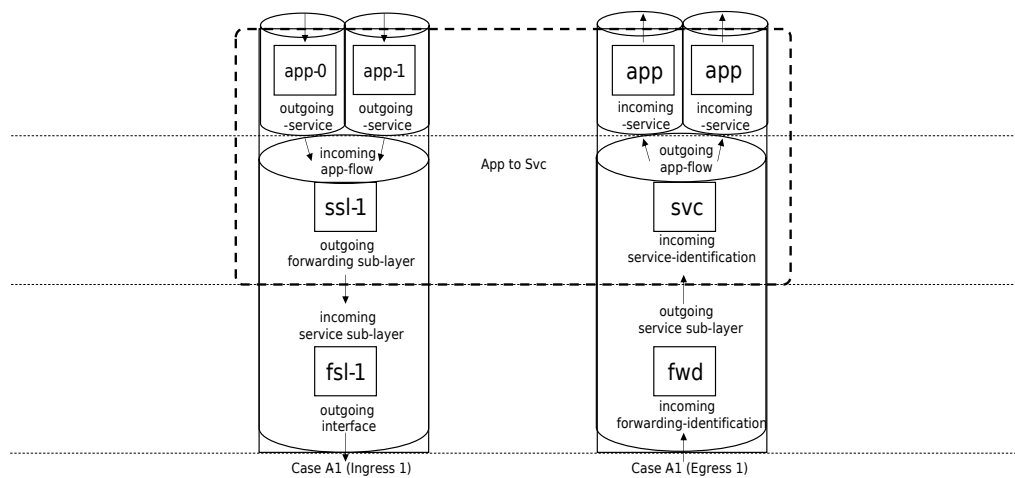 app-0
app-1
app
app
outgoing
-service
outgoing
-service
incoming
-service
incoming
-service
incoming
app-flow
App to Svc
outgoing
app-flow
ssl-1
svc
outgoing
forwarding sub-layer
incoming
service-identification
incoming
service sub-layer
outgoing
service sub-layer
fsl-1
fwd
outgoing
interface
incoming
forwarding-identification
Case A1 (Ingress 1)
Case A1 (Egress 1)